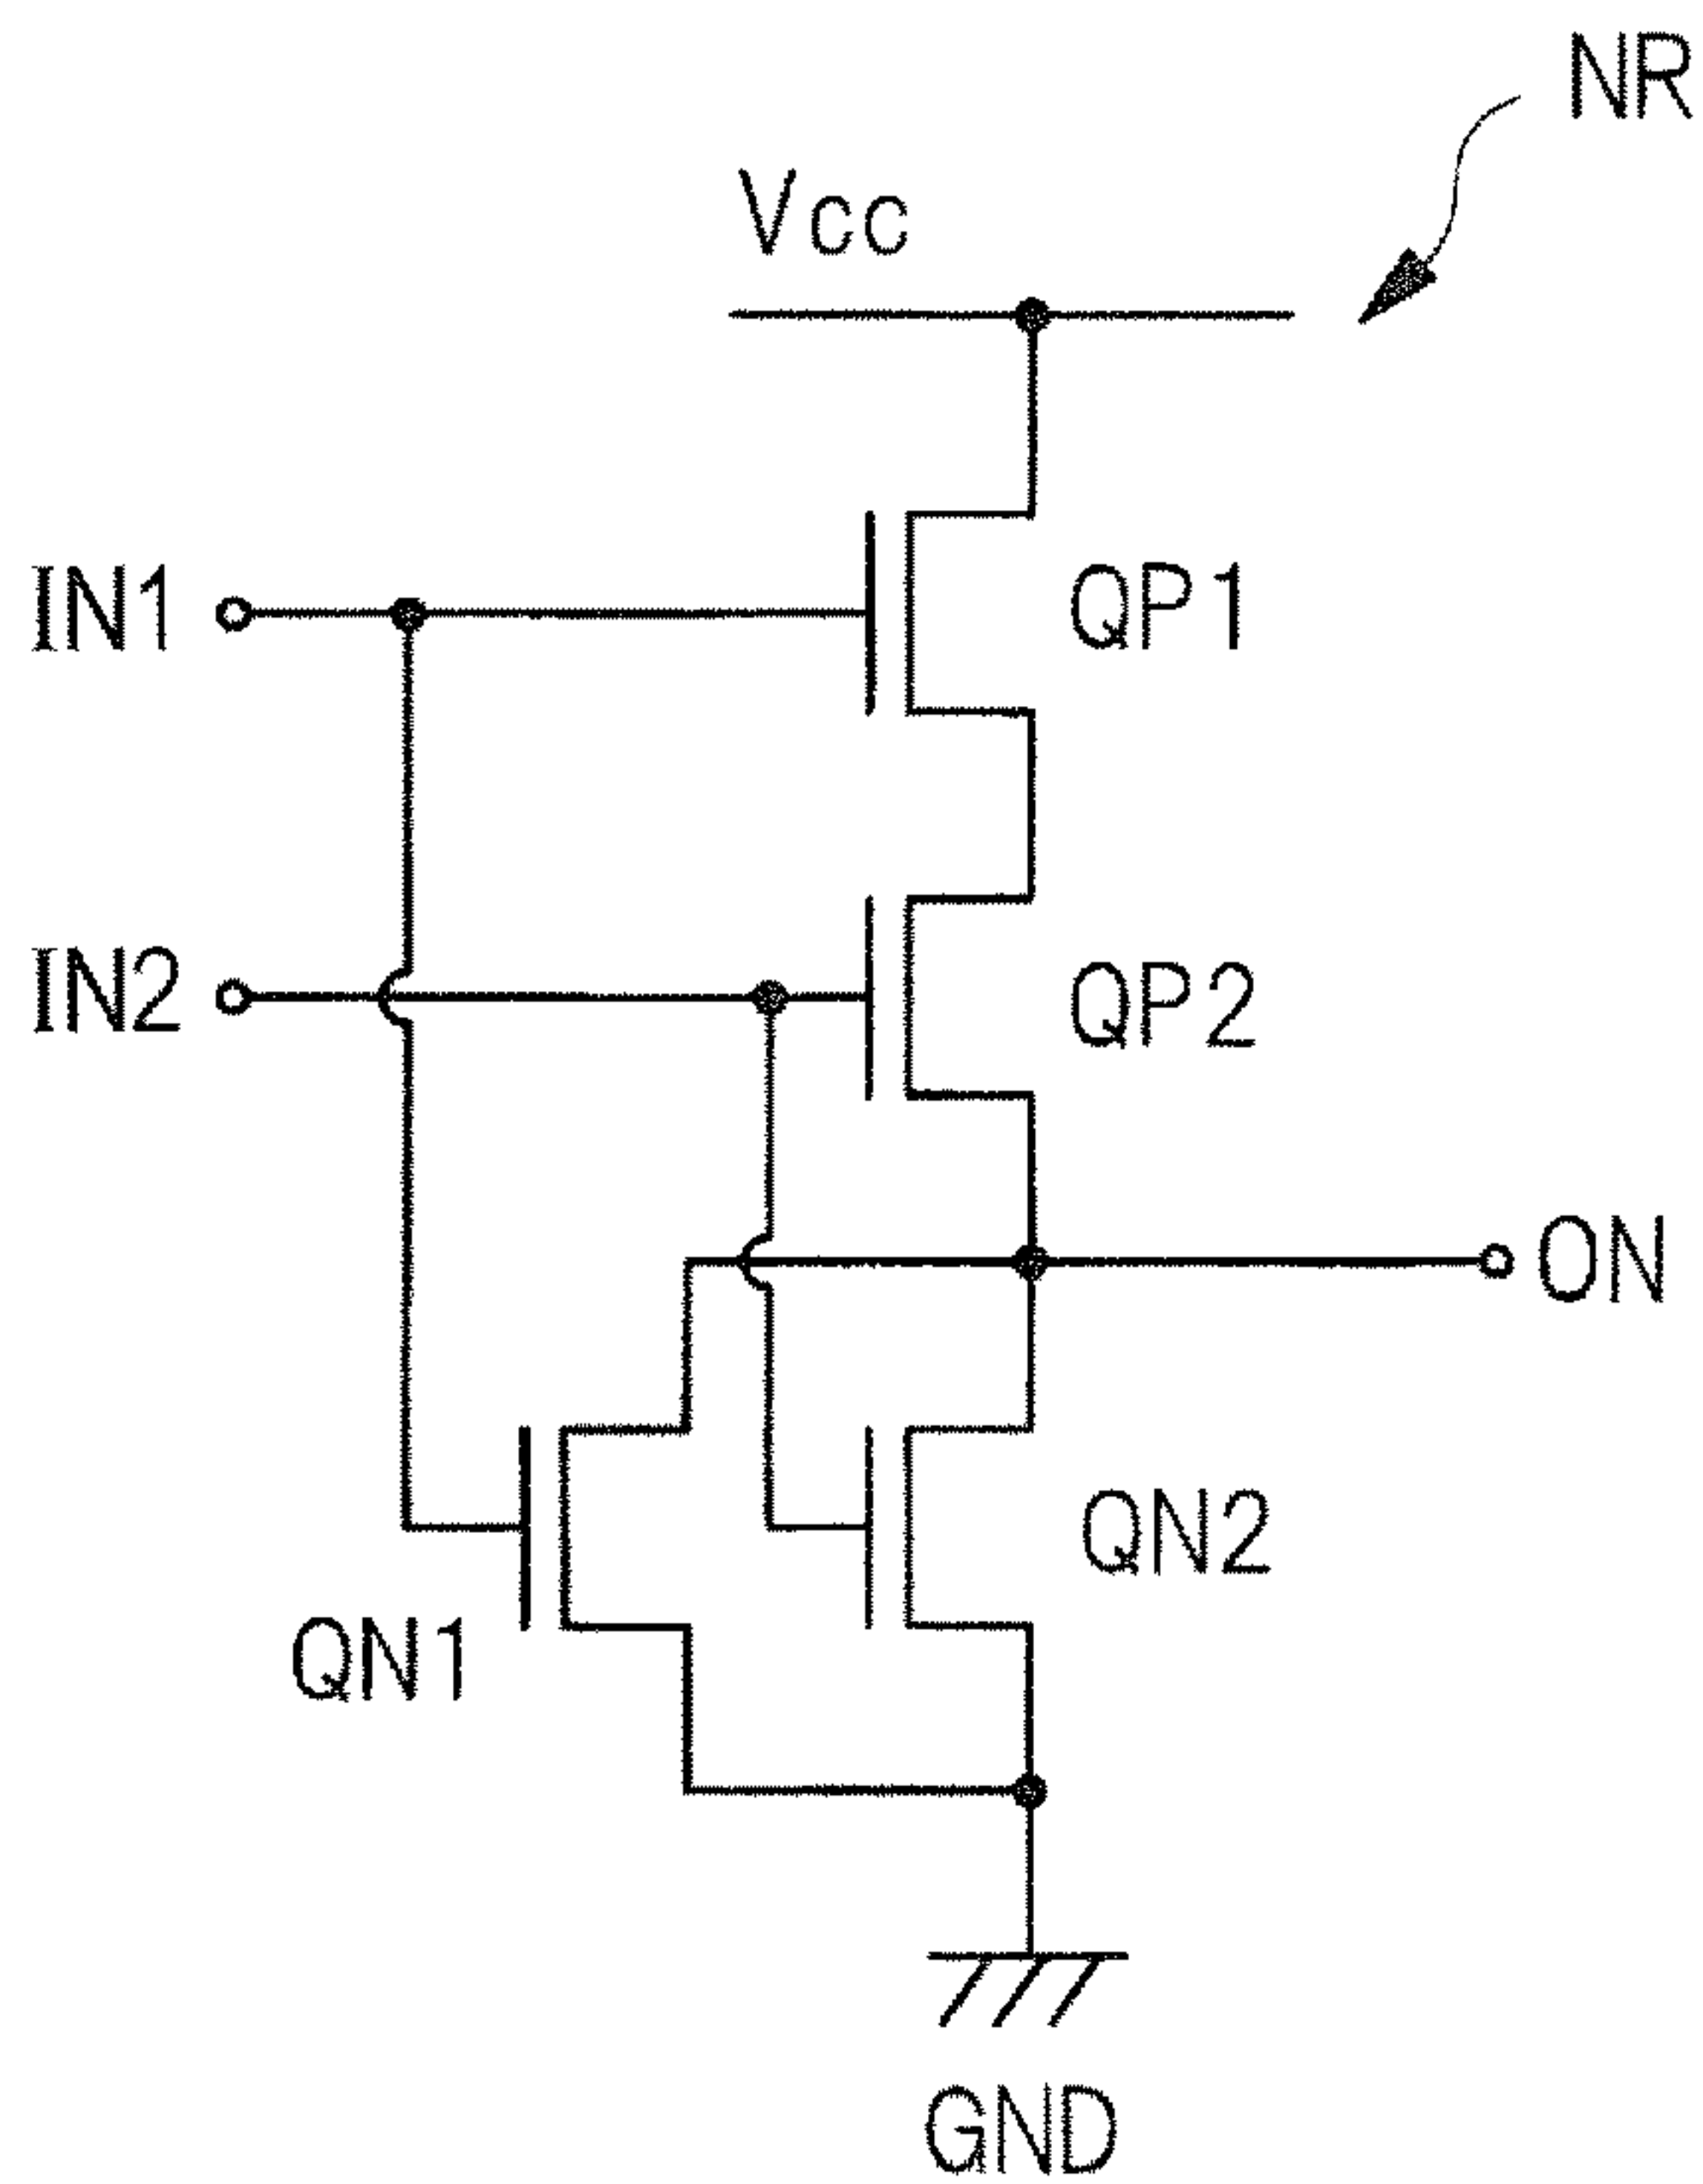 NR
Vcc
IN1
QP1
IN2
QP2
ON
QN2
QN1
GND